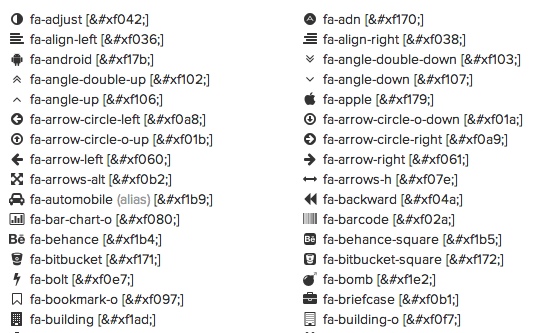 fa-adjust [&#xf042;]
fa-adn [&#xf170;]
fa-align-left [&#xf036;]
fa-align-right [&#xf038;]
fa-android [&#xf17b;]
fa-angle-double-down [&#xf103;]
fa-angle-double-up [&#xf102;]
fa-angle-down [&#xf107;]
fa-angle-up [&#xf106;]
fa-apple [&#xf179;]
fa-arrow-circle-left [&#xf0a8;]
fa-arrow-circle-o-down [&#xf01a;]
fa-arrow-circle-o-up [&#xf01b;]
fa-arrow-circle-right [&#xf0a9;]
fa-arrow-left [&#xf060;]
fa-arrow-right [&#xf061;]
fa-arrows-alt [&#xf0b2;]
fa-arrows-h [&#xf07e;]
fa-automobile (alias) [&#xf1b9;]
fa-backward [&#xf04a;]
fa-bar-chart-o [&#xf080;]
fa-barcode [&#xf02a;]
Bē fa-behance [&#xf1b4;]
Bē fa-behance-square [&#xf1b5;]
fa-bitbucket [&#xf171;]
fa-bitbucket-square [&#xf172;]
fa-bolt [&#xf0e7;]
fa-bomb [&#xf1e2;]
fa-bookmark-o [&#xf097;]
fa-briefcase [&#xf0b1;]
fa-building [&#xf1ad;]
fa-building-o [&#xf0f7;]